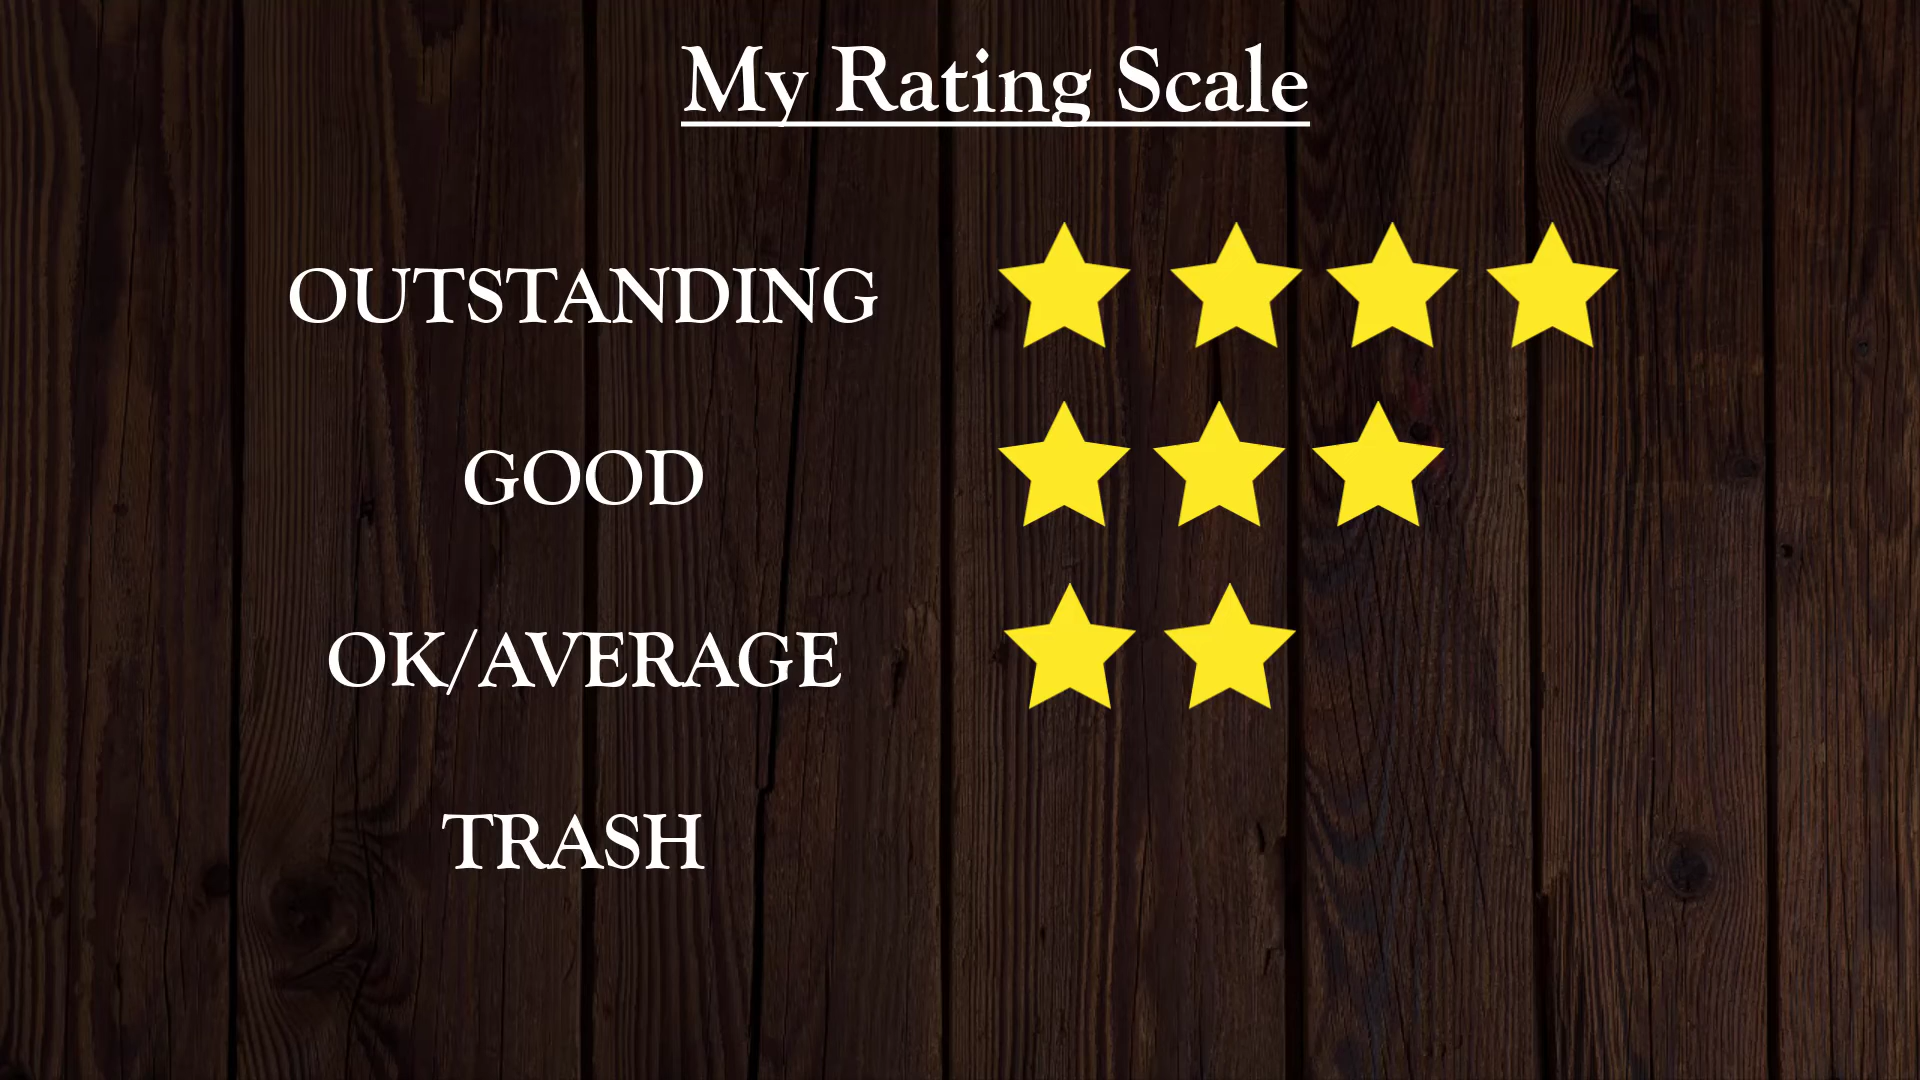 My Rating Scale
OUTSTANDING
GOOD
OK/AVERAGE
TRASH